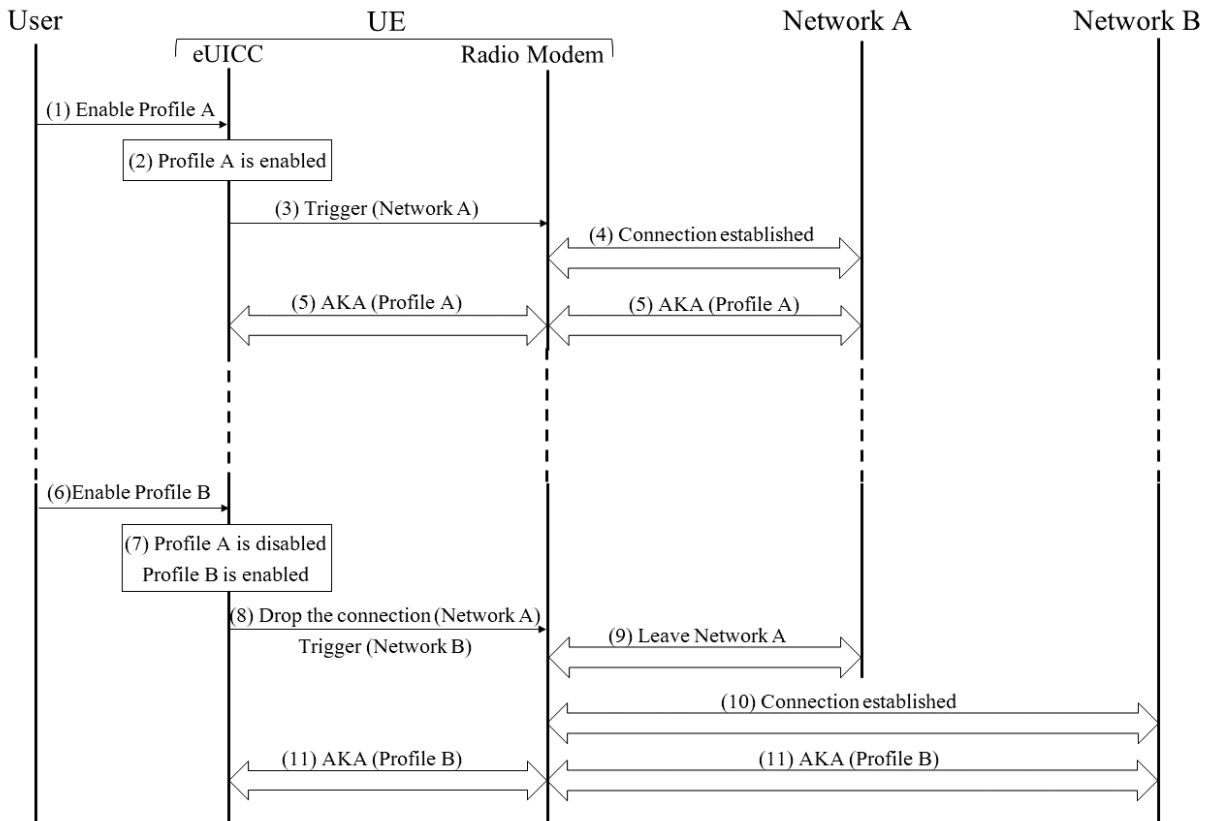 User
UE
Network A
Network B
eUICC
Radio Modem
(1) Enable Profile A
(2) Profile A is enabled
(3) Trigger (Network A)
(4) Connection established
(5) AKA (Profile A)
(5) AKA (Profile A)
(6)Enable Profile B
(7) Profile A is disabled
Profile B is enabled
(8) Drop the connection (Network A)
Trigger (Network B)
(9) Leave Network A
(10) Connection established
(11) AKA (Profile B)
(11) AKA (Profile B)